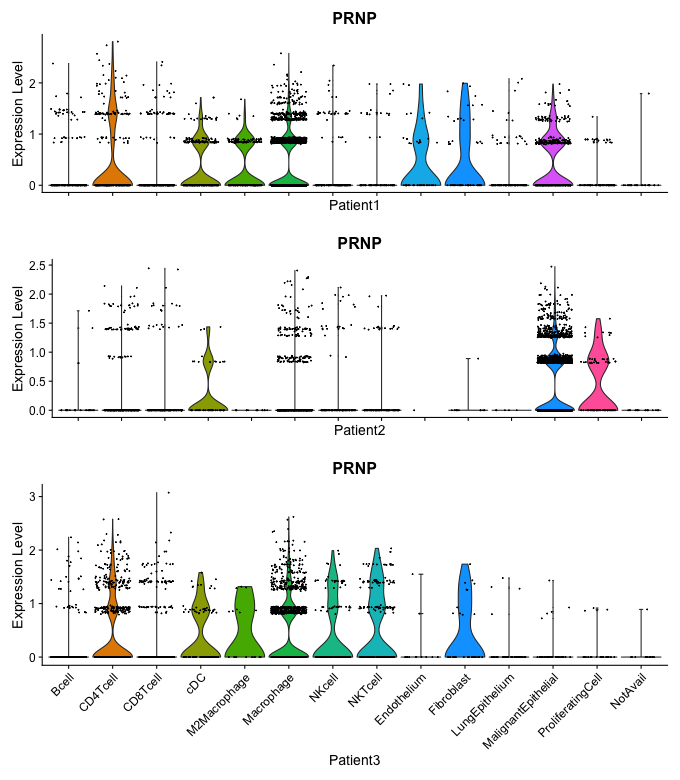 PRNP
Expression Level
2
1
0
Patient1
PRNP
Expression Level
2.5
2.0
1.5
1.0
0.5
0.0
Patient2
PRNP
Expression Level
3
2
1
0
Bcell
CD4Tcell
CD8Tcell
cDC
M2Macrophage
Macrophage
NKcell
NKTcell
Endothelium
Fibroblast
LungEpithelium
MalignantEpithelial
ProliferatingCell
NotAvail
Patient3